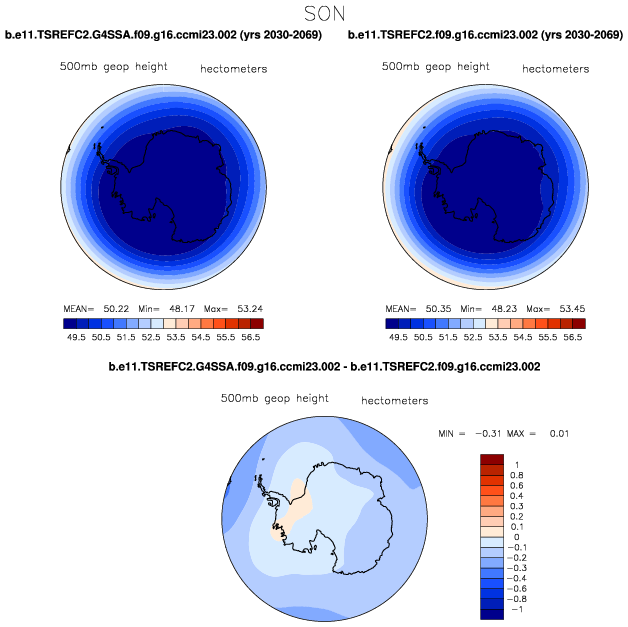 SON
b.e11.TSREFC2.G4SSA.f09.g16.ccmi23.002 (yrs 2030-2069)
b.e11.TSREFC2.f09.g16.ccmi23.002 (yrs 2030-2069)
500mb geop height hectometers
500mb geop height hectometers
MEAN= 50.22 Min= 48.17 Max= 53.24
MEAN= 50.35 Min= 48.23 Max= 53.45
49.5 50.5 51.5 52.5 53.5 54.5 55.5 56.5
49.5 50.5 51.5 52.5 53.5 54.5 55.5 56.5
b.e11.TSREFC2.G4SSA.f09.g16.ccmi23.002 - b.e11.TSREFC2.f09.g16.ccmi23.002
500mb geop height hectometers
MIN = -0.31 MAX = 0.01
1
0.8
0.6
0.4
0.3
0.2
0.1
0
-0.1
-0.2
-0.3
-0.4
-0.6
-0.8
-1